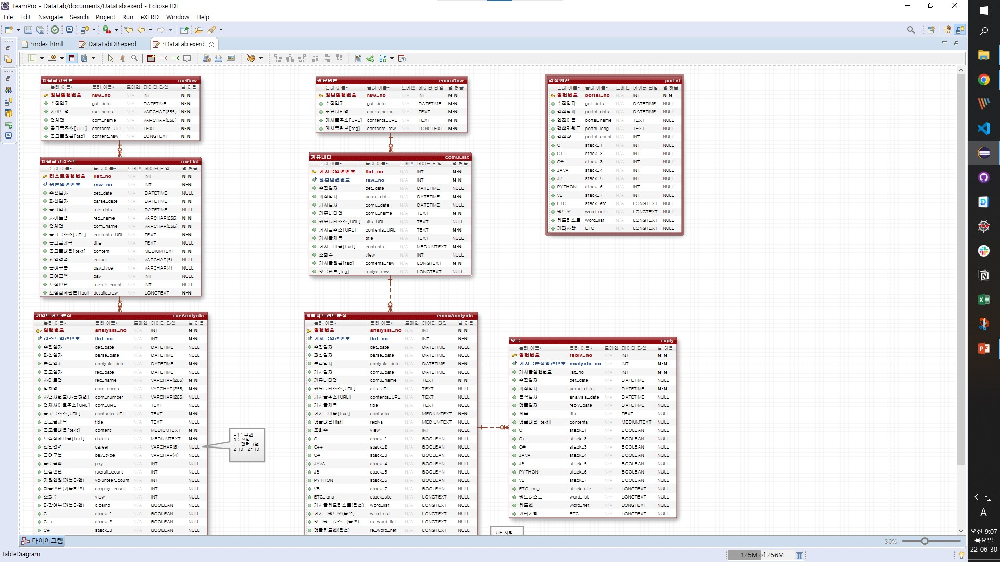 TeamPro - DataLab/documents/DataLab.exerd - Eclipse IDE
File Edit Navigate Search Project Run eXERD Window Help
*index.html DataLabDB.exerd *DataLab.exerd
채용공고원본 recRaw
논리 이름* 물리 이름* 도메인 데이터 타입 널 허용
원본일련번호 raw_no N/A INT N-N
수집일자 get_date N/A DATETIME N-N
사이트명 rec_name N/A VARCHAR(255) N-N
업체명 com_name N/A VARCHAR(255) N-N
공고글주소[URL] contents_URL N/A TEXT N-N
공고글원본[tag] content_raw N/A LONGTEXT N-N
채용공고리스트 recList
논리 이름* 물리 이름* 도메인 데이터 타입 널 허용
리스트일련번호 list_no N/A INT N-N
원본일련번호 raw_no N/A INT N-N
수집일자 get_date N/A DATETIME NULL
파싱일자 parse_date N/A DATETIME N-N
공고일자 rec_date N/A DATETIME NULL
사이트명 rec_name N/A VARCHAR(255) N-N
업체명 com_name N/A VARCHAR(255) N-N
공고글주소[URL] contents_URL N/A TEXT N-N
공고글제목 title N/A TEXT NULL
공고글내용[text] content N/A MEDIUMTEXT N-N
신입경력 career N/A VARCHAR(5) NULL
급여구분 pay_type N/A VARCHAR(4) NULL
급여금액 pay N/A INT NULL
모집인원 recruit_count N/A INT NULL
모집상세원본[tag] details_raw N/A LONGTEXT N-N
기업트렌드분석 recAnalysis
논리 이름* 물리 이름* 도메인 데이터 타입 널 허용
일련번호 analysis_no N/A INT N-N
리스트일련번호 list_no N/A INT N-N
수집일자 get_date N/A DATETIME NULL
파싱일자 parse_date N/A DATETIME NULL
분석일자 analysis_date N/A DATETIME N-N
공고일자 rec_date N/A DATETIME NULL
사이트명 rec_name N/A VARCHAR(255) N-N
업체명 com_name N/A VARCHAR(255) N-N
사업자번호(가능하면) com_number N/A VARCHAR(255) NULL
업체사이트주소[URL] com_URL N/A TEXT NULL
공고글주소[URL] contents_URL N/A TEXT N-N
공고글제목 title N/A TEXT NULL
공고글내용[text] content N/A MEDIUMTEXT N-N
모집상세내용[text] details N/A MEDIUMTEXT N-N
신입경력 career N/A VARCHAR(5) NULL
급여구분 pay_type N/A VARCHAR(4) NULL
급여금액 pay N/A INT NULL
모집인원 recruit_count N/A INT NULL
지원인원(가능하면) volunteer_count N/A INT NULL
채용인원(가능하면) employ_count N/A INT NULL
조회수 view N/A INT NULL
마감여부(가능하면) closing N/A BOOLEAN NULL
C stack_1 N/A BOOLEAN NULL
C++ stack_2 N/A BOOLEAN NULL
C# stack_3 N/A BOOLEAN NULL
-1 : 무관
0 : 신입
1 : 경력 1년
2:10 : 2~10
커뮤원본 comuRaw
논리 이름* 물리 이름* 도메인 데이터 타입 널 허용
원본일련번호 raw_no N/A INT N-N
수집일자 get_date N/A DATETIME N-N
커뮤니티명 comu_name N/A TEXT N-N
게시글주소[URL] contents_URL N/A TEXT N-N
게시글원본[tag] contents_raw N/A LONGTEXT N-N
커뮤니티 comuList
논리 이름* 물리 이름* 도메인 데이터 타입 널 허용
게시글일련번호 list_no N/A INT N-N
원본일련번호 raw_no N/A INT N-N
수집일자 get_date N/A DATETIME NULL
파싱일자 parse_date N/A DATETIME N-N
게시일자 comu_date N/A DATETIME NULL
커뮤니티명 comu_name N/A TEXT N-N
커뮤니티주소[URL] site_URL N/A TEXT NULL
게시글주소[URL] contents_URL N/A TEXT N-N
게시글제목 title N/A TEXT NULL
게시글내용[text] contents N/A MEDIUMTEXT N-N
조회수 view N/A INT NULL
게시글원본[tag] contents_raw N/A LONGTEXT N-N
댓글원본[tag] replys_raw N/A LONGTEXT NULL
개발자트렌드분석 comuAnalysis
논리 이름* 물리 이름* 도메인 데이터 타입 널 허용
일련번호 analysis_no N/A INT N-N
게시글일련번호 list_no N/A INT N-N
수집일자 get_date N/A DATETIME NULL
파싱일자 parse_date N/A DATETIME NULL
분석일자 analysis_date N/A DATETIME N-N
게시일자 comu_date N/A DATETIME NULL
커뮤니티명 comu_name N/A TEXT N-N
커뮤니티주소[URL] site_URL N/A TEXT NULL
게시글주소[URL] contents_URL N/A TEXT NULL
게시글제목 title N/A TEXT NULL
게시글내용[text] contents N/A MEDIUMTEXT N-N
댓글내용[list] replys N/A MEDIUMTEXT NULL
조회수 view N/A INT NULL
C stack_1 N/A BOOLEAN NULL
C++ stack_2 N/A BOOLEAN NULL
C# stack_3 N/A BOOLEAN NULL
JAVA stack_4 N/A BOOLEAN NULL
JS stack_5 N/A BOOLEAN NULL
PYTHON stack_6 N/A BOOLEAN NULL
VB stack_7 N/A BOOLEAN NULL
ETC_lang stack_etc N/A LONGTEXT NULL
게시글워드리스트(옵션) word_list N/A LONGTEXT NULL
게시글워드넷(옵션) word_net N/A LONGTEXT NULL
댓글워드리스트(옵션) re_word_list N/A LONGTEXT NULL
댓글워드넷(옵션) re_word_net N/A LONGTEXT NULL
검색엔진 portal
논리 이름* 물리 이름* 도메인 데이터 타입 널 허용
일련번호 portal_no N/A INT N-N
수집일자 get_date N/A DATETIME NULL
검색날짜 portal_date N/A DATETIME NULL
엔진이름 portal_name N/A TEXT NULL
검색키워드 portal_lang N/A TEXT NULL
검색량 portal_count N/A INT NULL
C stack_1 N/A INT NULL
C++ stack_2 N/A INT NULL
C# stack_3 N/A INT NULL
JAVA stack_4 N/A INT NULL
JS stack_5 N/A INT NULL
PYTHON stack_6 N/A INT NULL
VB stack_7 N/A INT NULL
ETC stack_etc N/A LONGTEXT NULL
워드넷 word_net N/A LONGTEXT NULL
워드리스트 word_list N/A LONGTEXT NULL
기타사항 ETC N/A LONGTEXT NULL
댓글 reply
논리 이름* 물리 이름* 도메인 데이터 타입 널 허용
일련번호 reply_no N/A INT N-N
게시글분석일련번호 analysis_no N/A INT N-N
게시글일련번호 list_no N/A INT N-N
수집일자 get_date N/A DATETIME NULL
파싱일자 parse_date N/A DATETIME N-N
분석일자 analysis_date N/A DATETIME NULL
댓글일자 reply_date N/A DATETIME NULL
제목 title N/A TEXT NULL
댓글내용[text] contents N/A MEDIUMTEXT NULL
C stack_1 N/A BOOLEAN NULL
C++ stack_2 N/A BOOLEAN NULL
C# stack_3 N/A BOOLEAN NULL
JAVA stack_4 N/A BOOLEAN NULL
JS stack_5 N/A BOOLEAN NULL
PYTHON stack_6 N/A BOOLEAN NULL
VB stack_7 N/A BOOLEAN NULL
ETC_lang stack_etc N/A LONGTEXT NULL
워드리스트 word_list N/A LONGTEXT NULL
워드넷 word_net N/A LONGTEXT NULL
기타사항 ETC N/A LONGTEXT NULL
기타사항
다이어그램
80%
TableDiagram
125M of 256M
A
오전 9:07
목요일
22-06-30